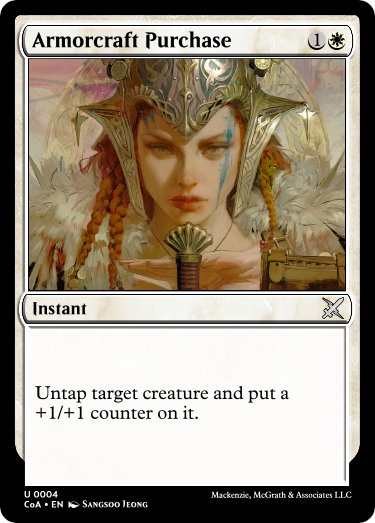 Armorcraft Purchase 1
Instant
Untap target creature and put a
+1/+1 counter on it.
U 0004
CoA • EN Sangsoo Jeong
Mackenzie, McGrath & Associates LLC